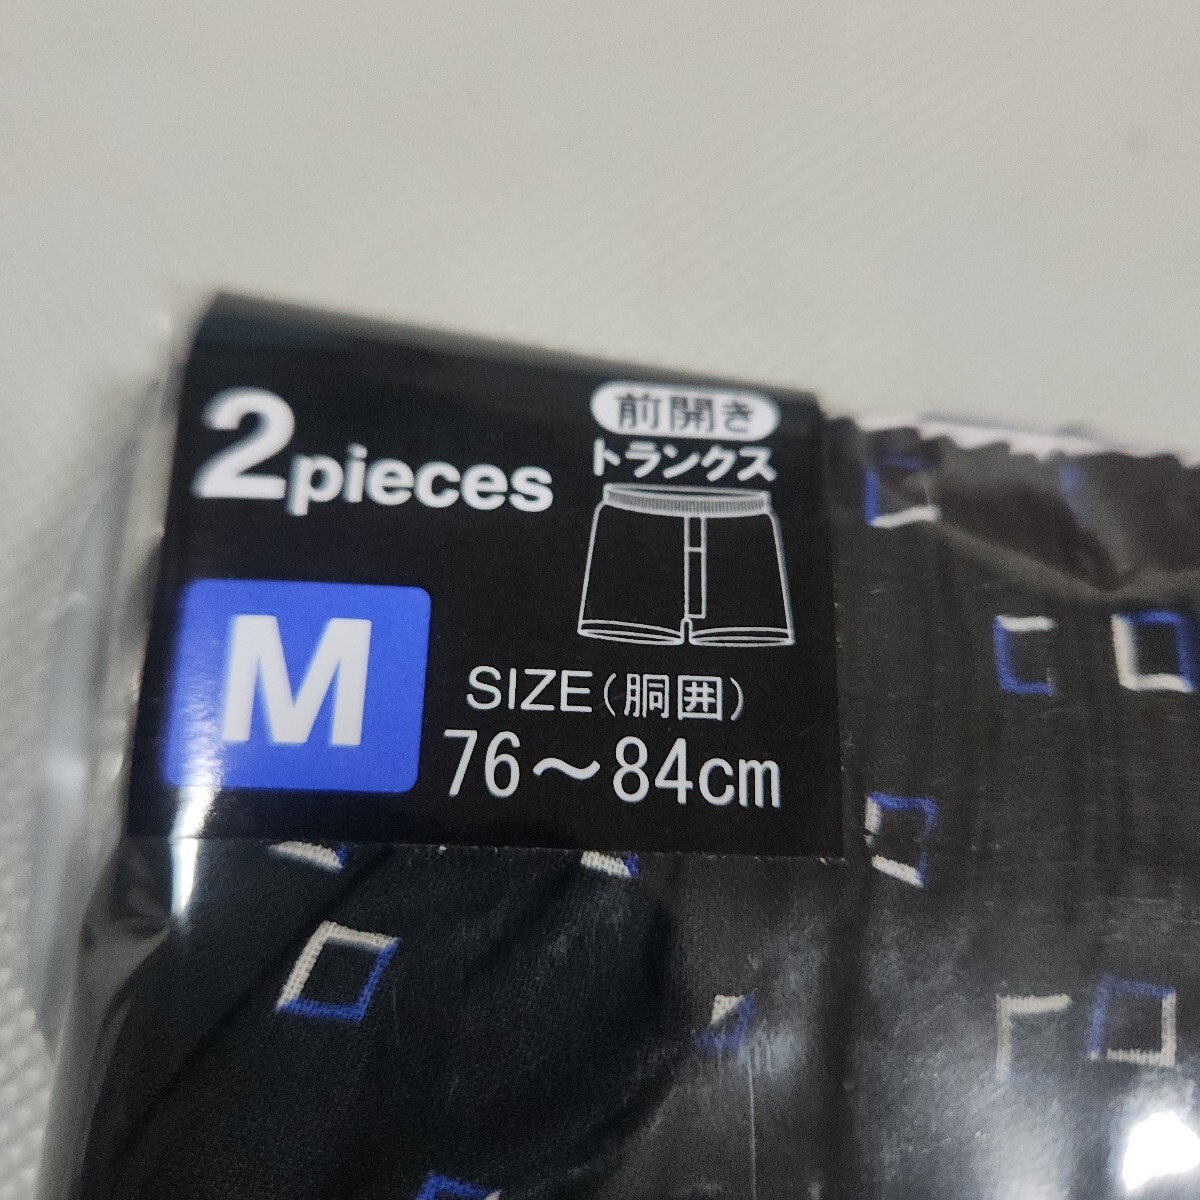 2pieces
前開き
トランクス
M
SIZE(胴囲)
76～84cm